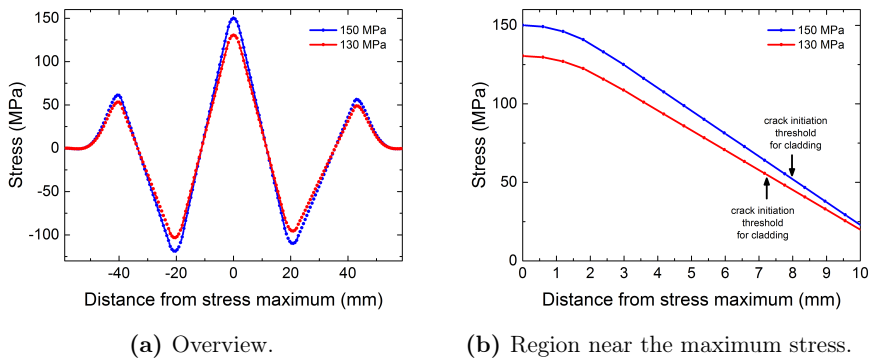 150 MPa
130 MPa
150
100
50
0
-50
-100
Stress (MPa)
-40
-20
0
20
40
Distance from stress maximum (mm)
(a) Overview.
150 MPa
130 MPa
150
100
50
0
Stress (MPa)
crack initiation
threshold
for cladding
crack initiation
threshold
for cladding
0
1
2
3
4
5
6
7
8
9
10
Distance from stress maximum (mm)
(b) Region near the maximum stress.